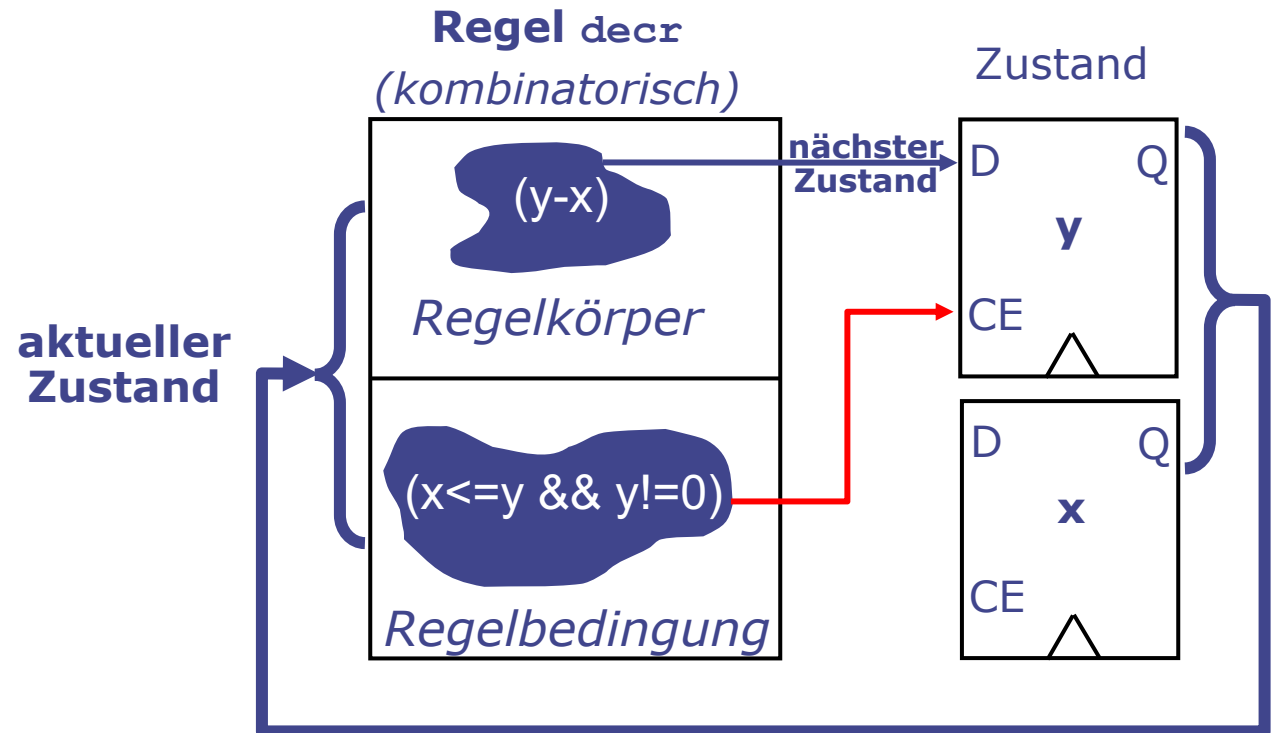 Regel decr
(kombinatorisch)
Zustand
nächster
Zustand
(y-x)
Regelkörper
D
Q
y
CE
aktueller
Zustand
(x<=y && y!=0)
Regelbedingung
D
Q
x
CE